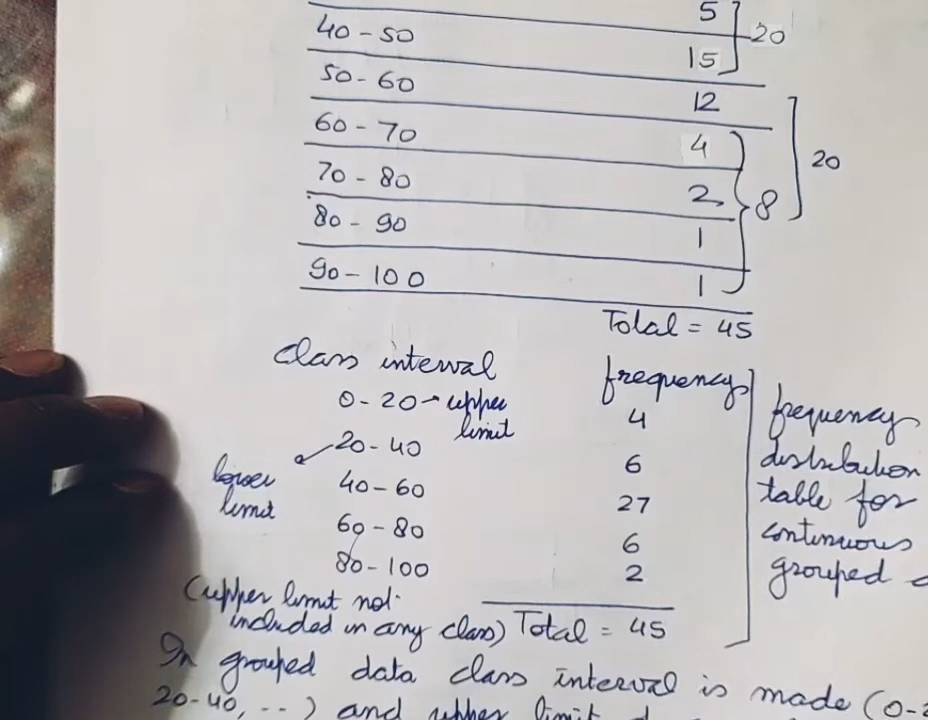 5
20
40 - 50
15
50 - 60
12
60 - 70
4
20
70 - 80
2
8
80 - 90
1
90 - 100
1
Total = 45
Class interval frequency
0 - 20 upper limit 4
20 - 40 6
lower limit
40 - 60 27
60 - 80 6
80 - 100 2
frequency
distribution
table for
continuous
grouped
(upper limit not
included in any class) Total = 45
In grouped data class interval is made (0-2
20-40, --) and upper limit